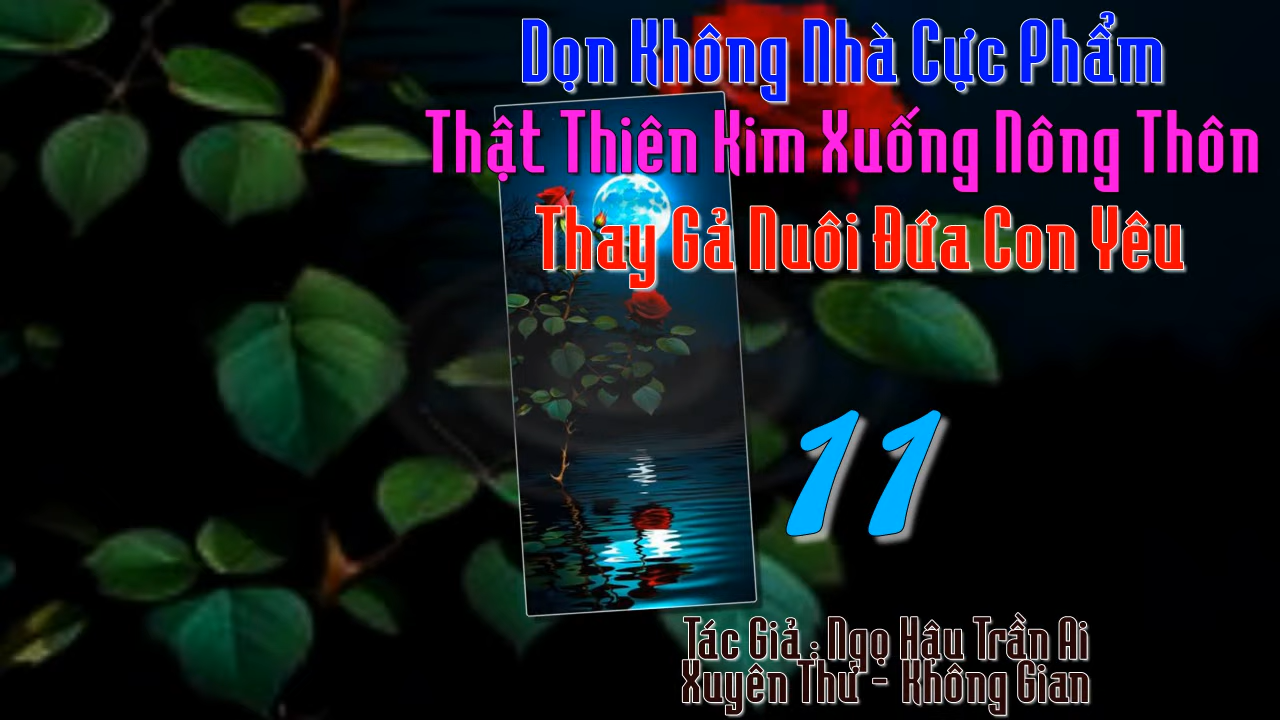 Dọn Không Nhà Cực Phẩm
Thật Thiên Kim Xuống Nông Thôn
Thay Gả Nuôi Đứa Con Yêu
11
Tác Giả : Ngọ Hậu Trần Ai
Xuyên Thư - Không Gian